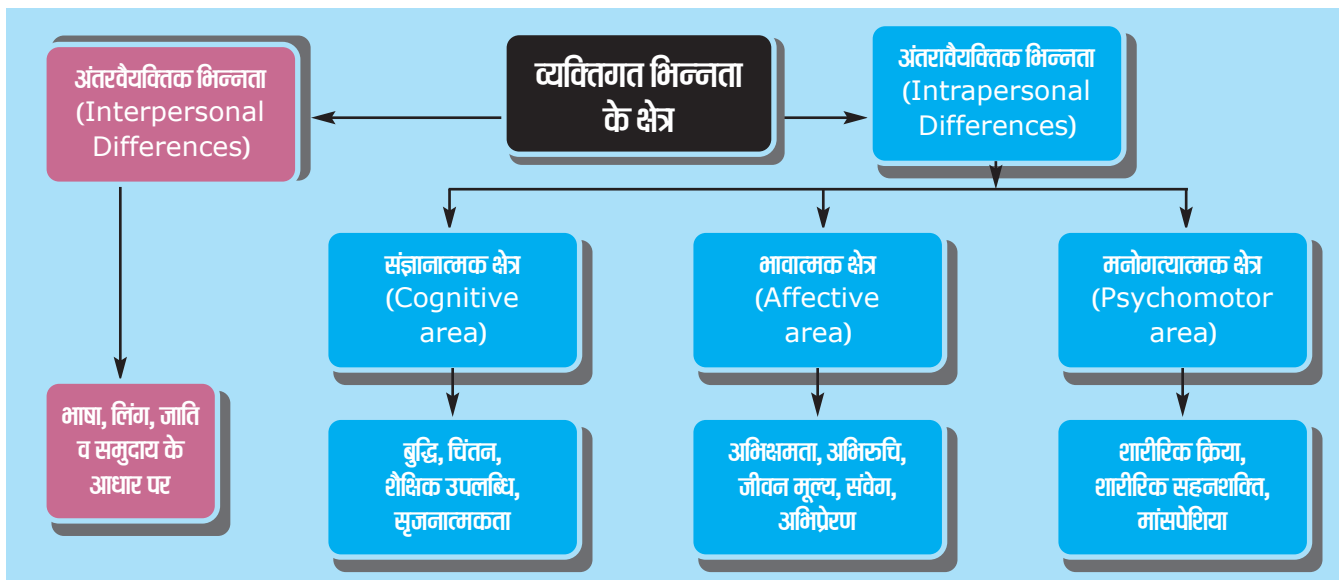 व्यक्तिगत भिन्नता
के क्षेत्र
अंतरवैयक्तिक भिन्नता
(Interpersonal
Differences)
भाषा, लिंग, जाति
व समुदाय के
आधार पर
अंतरावैयक्तिक भिन्नता
(Intrapersonal
Differences)
संज्ञानात्मक क्षेत्र
(Cognitive
area)
बुद्धि, चिंतन,
शैक्षिक उपलब्धि,
सृजनात्मकता
भावात्मक क्षेत्र
(Affective
area)
अभिक्षमता, अभिरुचि,
जीवन मूल्य, संवेग,
अभिप्रेरण
मनोगत्यात्मक क्षेत्र
(Psychomotor
area)
शारीरिक क्रिया,
शारीरिक सहनशक्ति,
मांसपेशिया